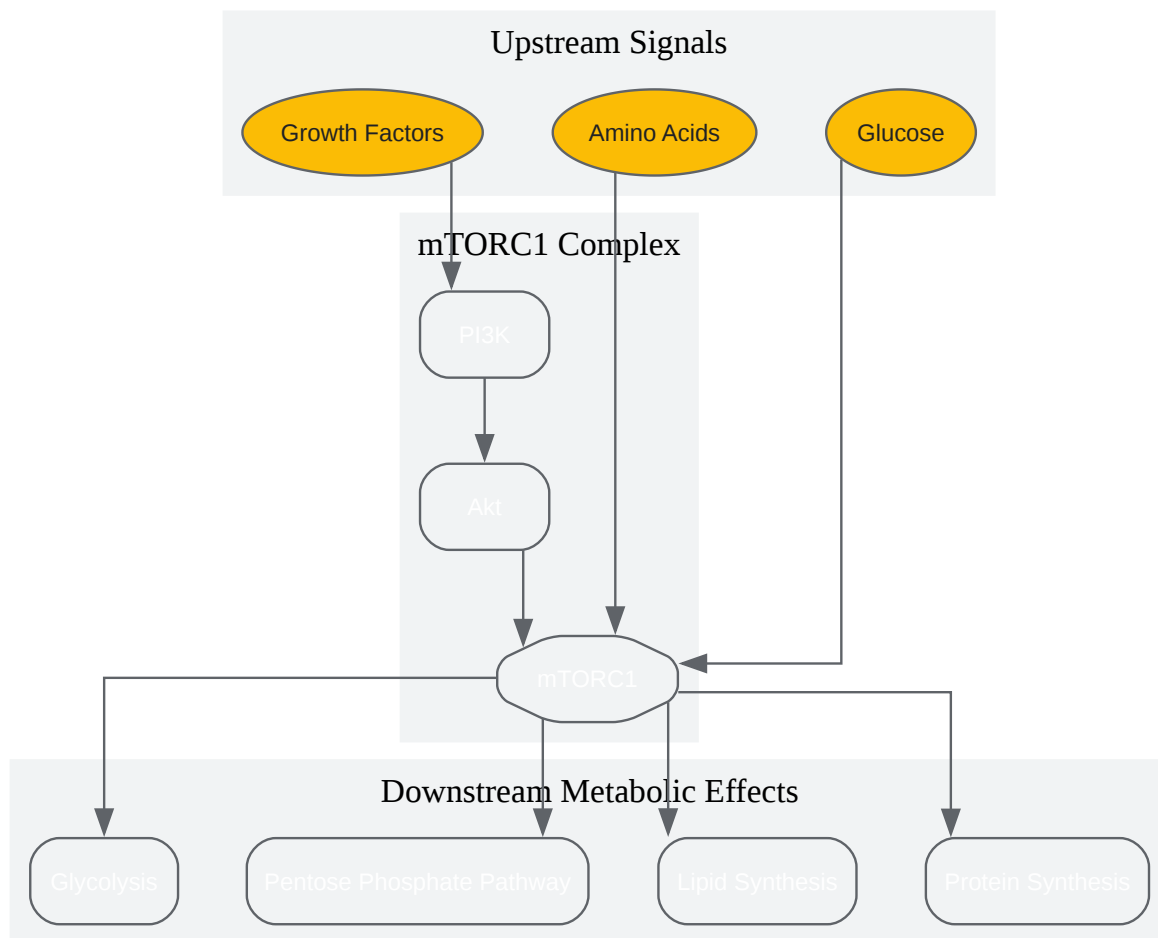 Upstream Signals
Growth Factors
Amino Acids
Glucose
mTORC1 Complex
PI3K
Akt
mTORC1
Downstream Metabolic Effects
Glycolysis
Pentose Phosphate Pathway
Lipid Synthesis
Protein Synthesis